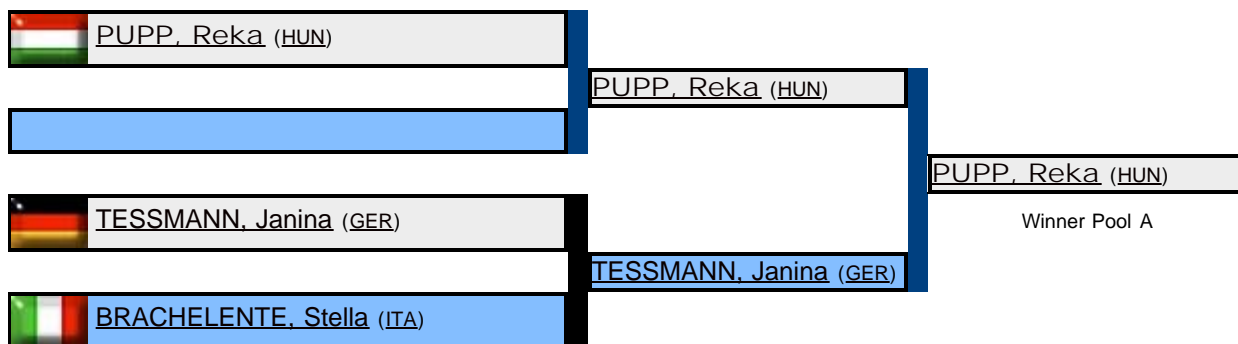 PUPP, Reka (HUN)
PUPP, Reka (HUN)
PUPP, Reka (HUN)
TESSMANN, Janina (GER)
Winner Pool A
TESSMANN, Janina (GER)
BRACHELENTE, Stella (ITA)